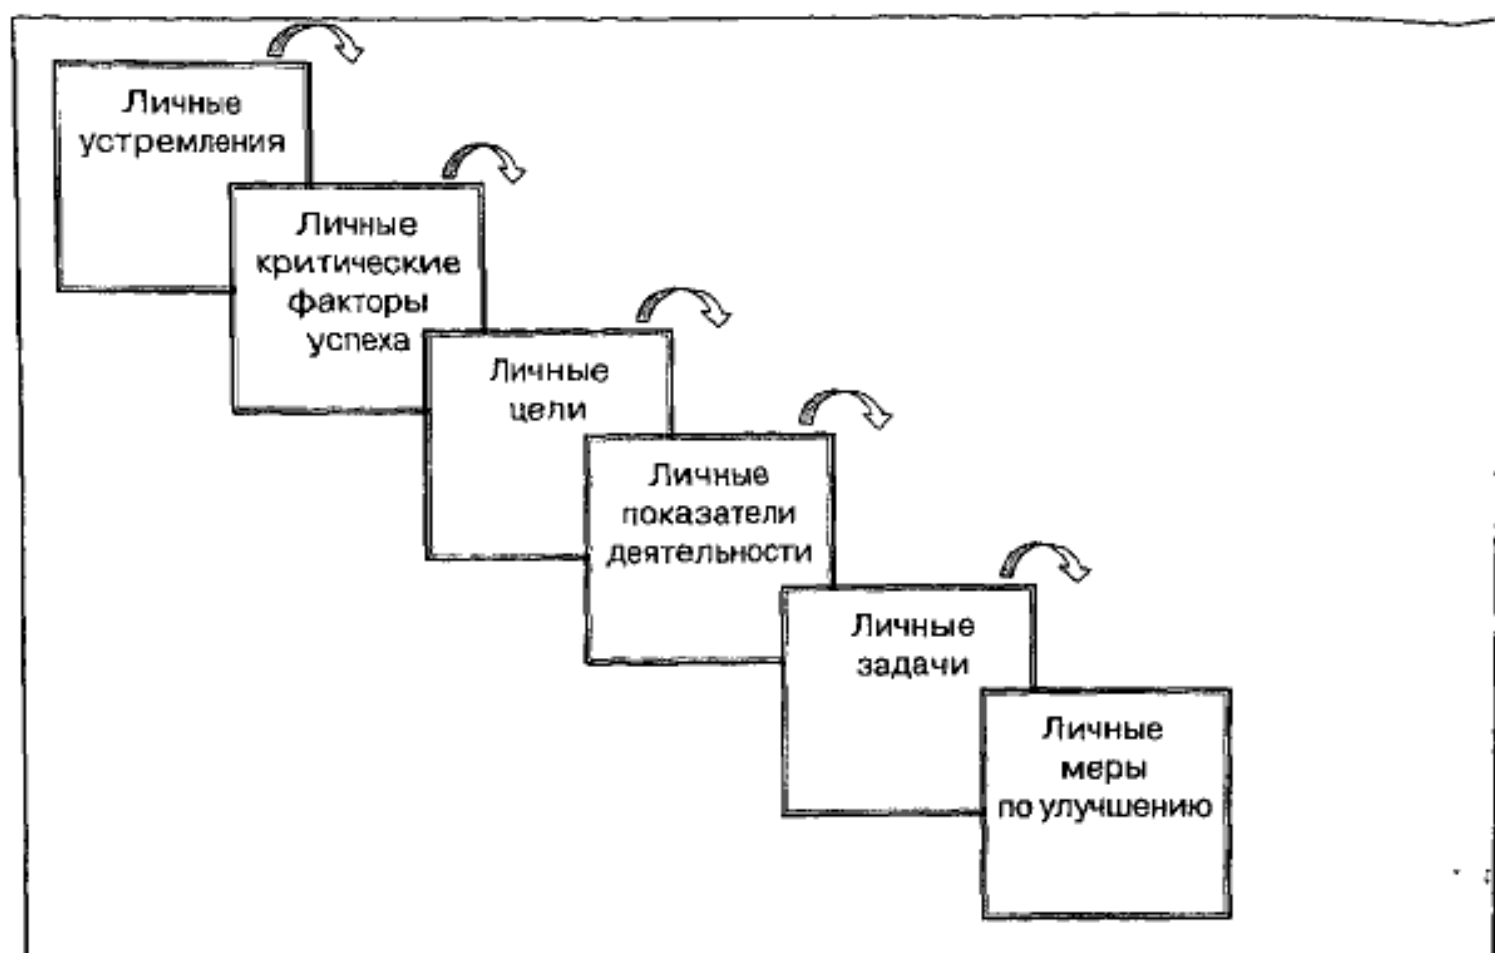 Личные
устремления
Личные
критические
факторы
успеха
Личные
цели
Личные
показатели
деятельности
Личные
задачи
Личные
меры
по улучшению